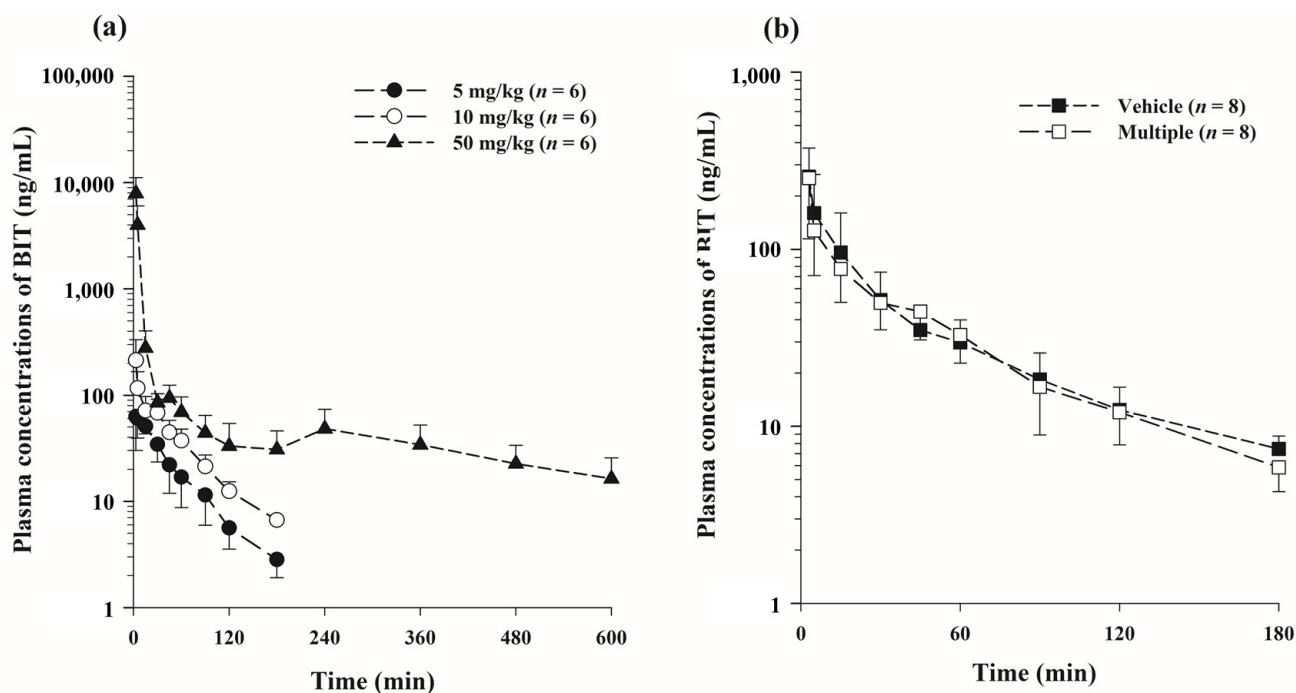 (a)
100,000
10,000
1,000
100
10
1
Plasma concentrations of BIT (ng/mL)
5 mg/kg (n = 6)
10 mg/kg (n = 6)
50 mg/kg (n = 6)
0 120 240 360 480 600
Time (min)
(b)
1,000
100
10
1
Plasma concentrations of BIT (ng/mL)
Vehicle (n = 8)
Multiple (n = 8)
0 60 120 180
Time (min)